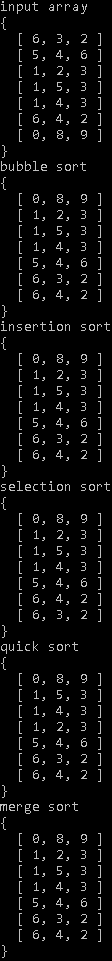 input array
{
[ 6, 3, 2 ]
[ 5, 4, 6 ]
[ 1, 2, 3 ]
[ 1, 5, 3 ]
[ 1, 4, 3 ]
[ 6, 4, 2 ]
[ 0, 8, 9 ]
}
bubble sort
{
[ 0, 8, 9 ]
[ 1, 2, 3 ]
[ 1, 5, 3 ]
[ 1, 4, 3 ]
[ 5, 4, 6 ]
[ 6, 3, 2 ]
[ 6, 4, 2 ]
}
insertion sort
{
[ 0, 8, 9 ]
[ 1, 2, 3 ]
[ 1, 5, 3 ]
[ 1, 4, 3 ]
[ 5, 4, 6 ]
[ 6, 3, 2 ]
[ 6, 4, 2 ]
}
selection sort
{
[ 0, 8, 9 ]
[ 1, 2, 3 ]
[ 1, 5, 3 ]
[ 1, 4, 3 ]
[ 5, 4, 6 ]
[ 6, 4, 2 ]
[ 6, 3, 2 ]
}
quick sort
{
[ 0, 8, 9 ]
[ 1, 5, 3 ]
[ 1, 4, 3 ]
[ 1, 2, 3 ]
[ 5, 4, 6 ]
[ 6, 3, 2 ]
[ 6, 4, 2 ]
}
merge sort
{
[ 0, 8, 9 ]
[ 1, 2, 3 ]
[ 1, 5, 3 ]
[ 1, 4, 3 ]
[ 5, 4, 6 ]
[ 6, 3, 2 ]
[ 6, 4, 2 ]
}